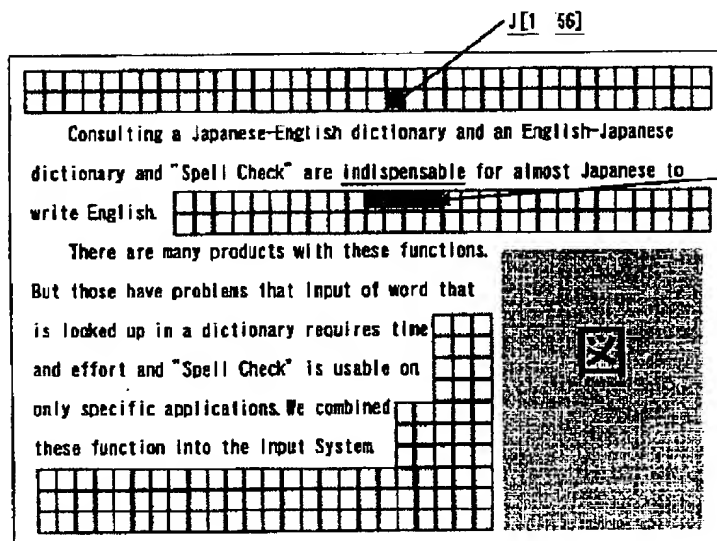 J[1 56]
Consulting a Japanese-English dictionary and an English-Japanese
dictionary and "Spell Check" are indispensable for almost Japanese to
write English.
There are many products with these functions.
But those have problems that input of word that
is looked up in a dictionary requires time
and effort and "Spell Check" is usable on
only specific applications. We combined
these function into the Input System.
図